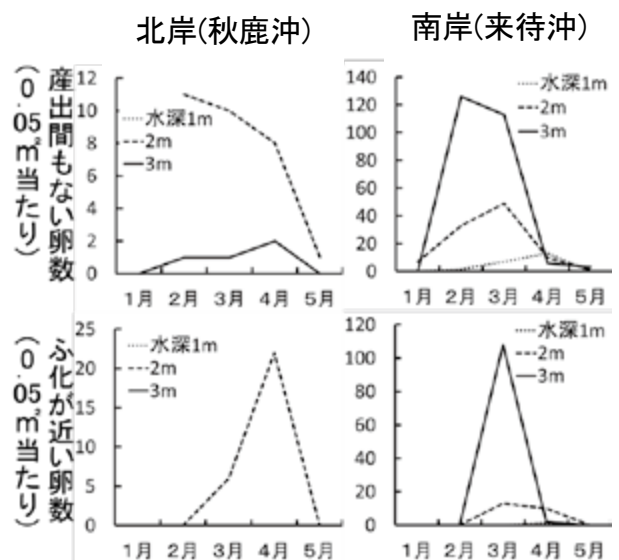 北岸(秋鹿沖)
南岸(来待沖)
産出間もない卵数
(0.05㎡当たり)
12
10
8
6
4
2
0
水深1m
2m
3m
1月 2月 3月 4月 5月
140
120
100
80
60
40
20
0
水深1m
2m
3m
1月 2月 3月 4月 5月
ふ化が近い卵数
(0.05㎡当たり)
25
20
15
10
5
0
水深1m
2m
3m
1月 2月 3月 4月 5月
120
100
80
60
40
20
0
水深1m
2m
3m
1月 2月 3月 4月 5月